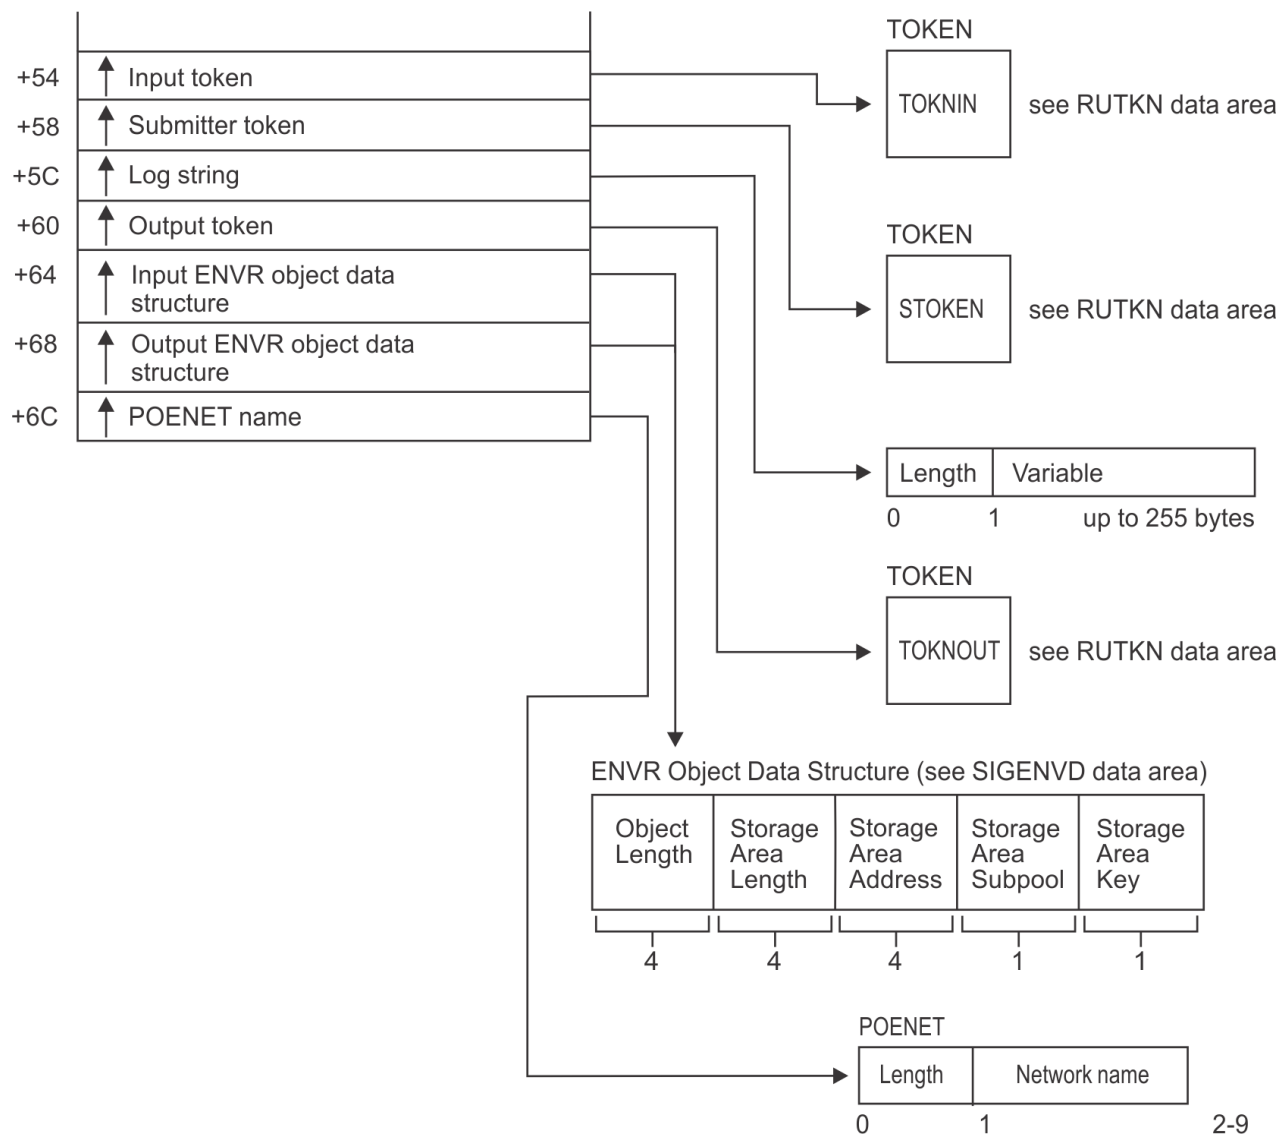 TOKEN
+54 Input token
TOKNIN see RUTKN data area
+58 Submitter token
+5C Log string
+60 Output token
TOKEN
+64 Input ENVR object data
structure
STOKEN see RUTKN data area
+68 Output ENVR object data
structure
+6C POENET name
Length Variable
0 1 up to 255 bytes
TOKEN
TOKNOUT see RUTKN data area
ENVR Object Data Structure (see SIGENVD data area)
Object
Length
Storage
Area
Length
Storage
Area
Address
Storage
Area
Subpool
Storage
Area
Key
4 4 4 1 1
POENET
Length Network name
0 1 2-9